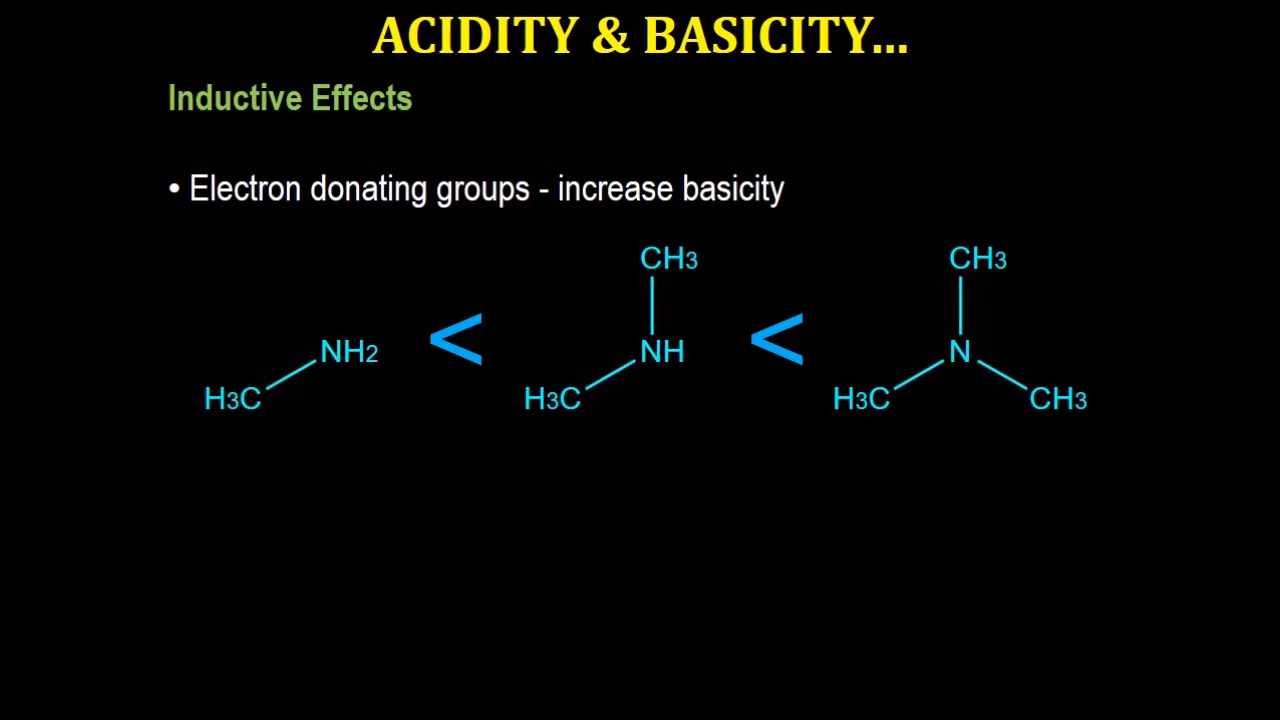 ACIDITY & BASICITY...
Inductive Effects
• Electron donating groups - increase basicity
CH3 CH3
NH2 < NH < N
H3C H3C H3C CH3